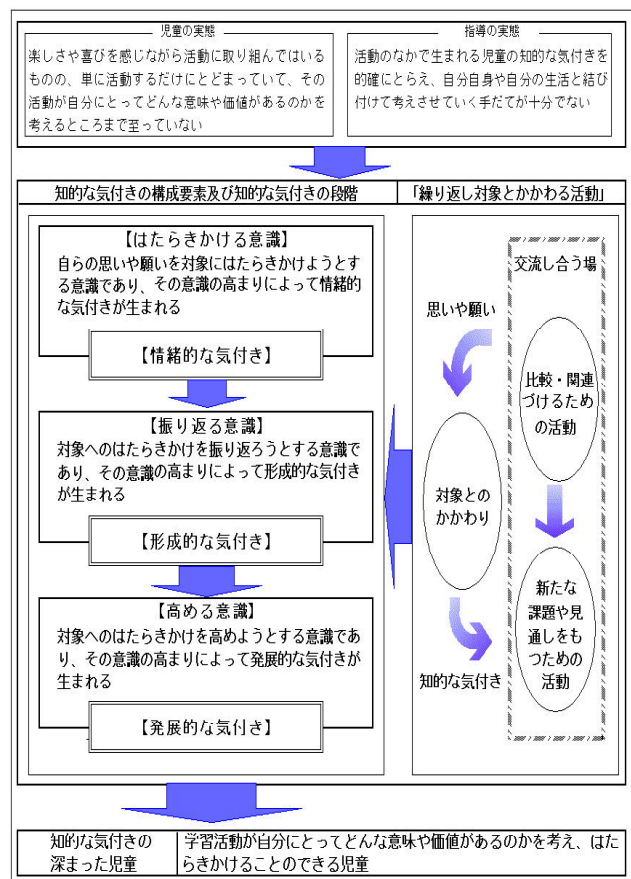 児童の実態
楽しさや喜びを感じながら活動に取り組んではいる
ものの、単に活動するだけにとどまっていて、その
活動が自分にとってどんな意味や価値があるのかを
考えるところまで至っていない
指導の実態
活動のなかで生まれる児童の知的な気付きを
的確にとらえ、自分自身や自分の生活と結び
付けて考えさせていく手だてが十分でない
知的な気付きの構成要素及び知的な気付きの段階
「繰り返し対象とかかわる活動」
【はたらきかける意識】
自らの思いや願いを対象にはたらきかけようとす
る意識であり、その意識の高まりによって情緒的
な気付きが生まれる
【情緒的な気付き】
【振り返る意識】
対象へのはたらきかけを振り返ろうとする意識で
あり、その意識の高まりによって形成的な気付き
が生まれる
【形成的な気付き】
【高める意識】
対象へのはたらきかけを高めようとする意識であ
り、その意識の高まりによって発展的な気付きが
生まれる
【発展的な気付き】
思いや願い
対象との
かかわり
知的な気付き
交流し合う場
比較・関連
づけるため
の活動
新たな
課題や見
通しをも
つための
活動
知的な気付きの
深まった児童
学習活動が自分にとってどんな意味や価値があるのかを考え、はた
らきかけることのできる児童